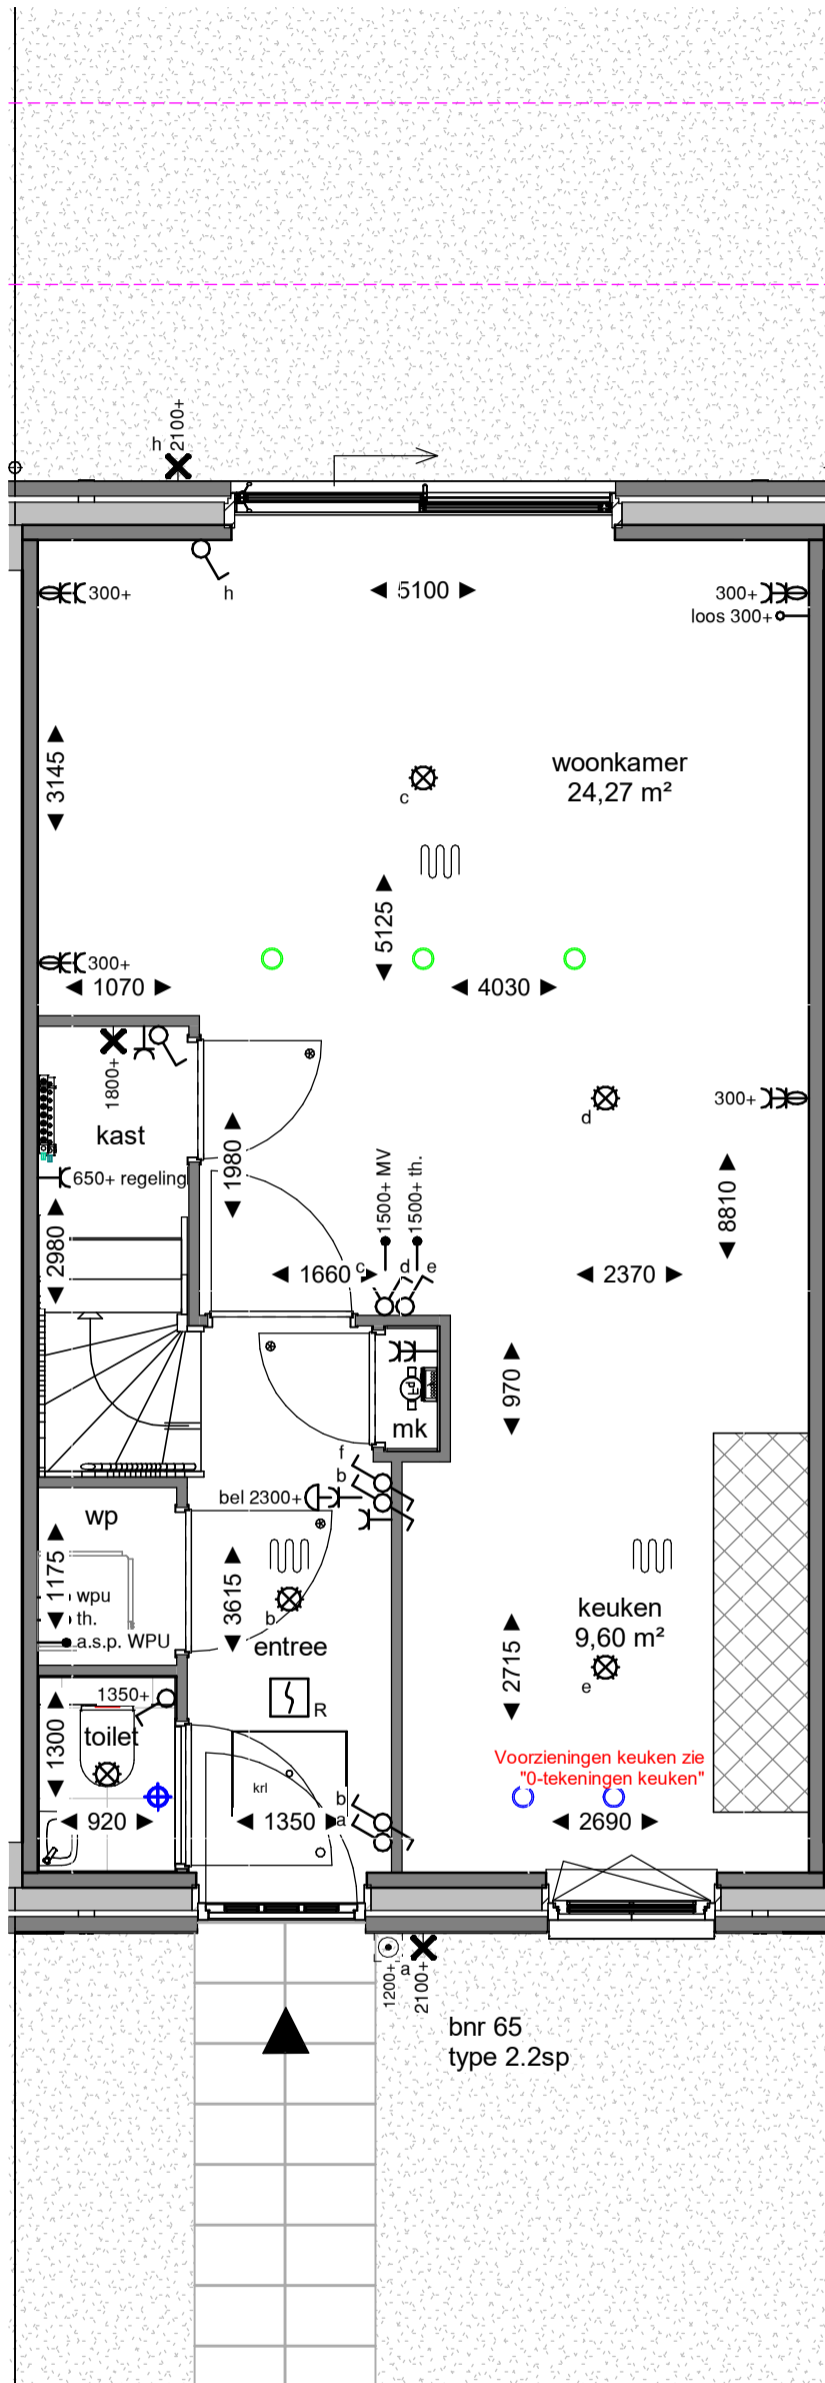 h
2100+
h
300+
5100
300+
loos 300+
3145
woonkamer
24,27 m²
c
5125
300+
1070
4030
1800+
kast
d
300+
1980
650+ regeling
1500+ MV
1500+ th.
8810
2980
1660
c
d
e
2370
970
mk
f
b
bel 2300+
wp
1175
wpu
th.
a.s.p. WPU
3615
b
entree
keuken
9,60 m²
2715
e
1350+
R
1300
toilet
Voorzieningen keuken zie
"0-tekeningen keuken"
krl
b
a
920
1350
2690
1200+
a
2100+
bnr 65
type 2.2sp